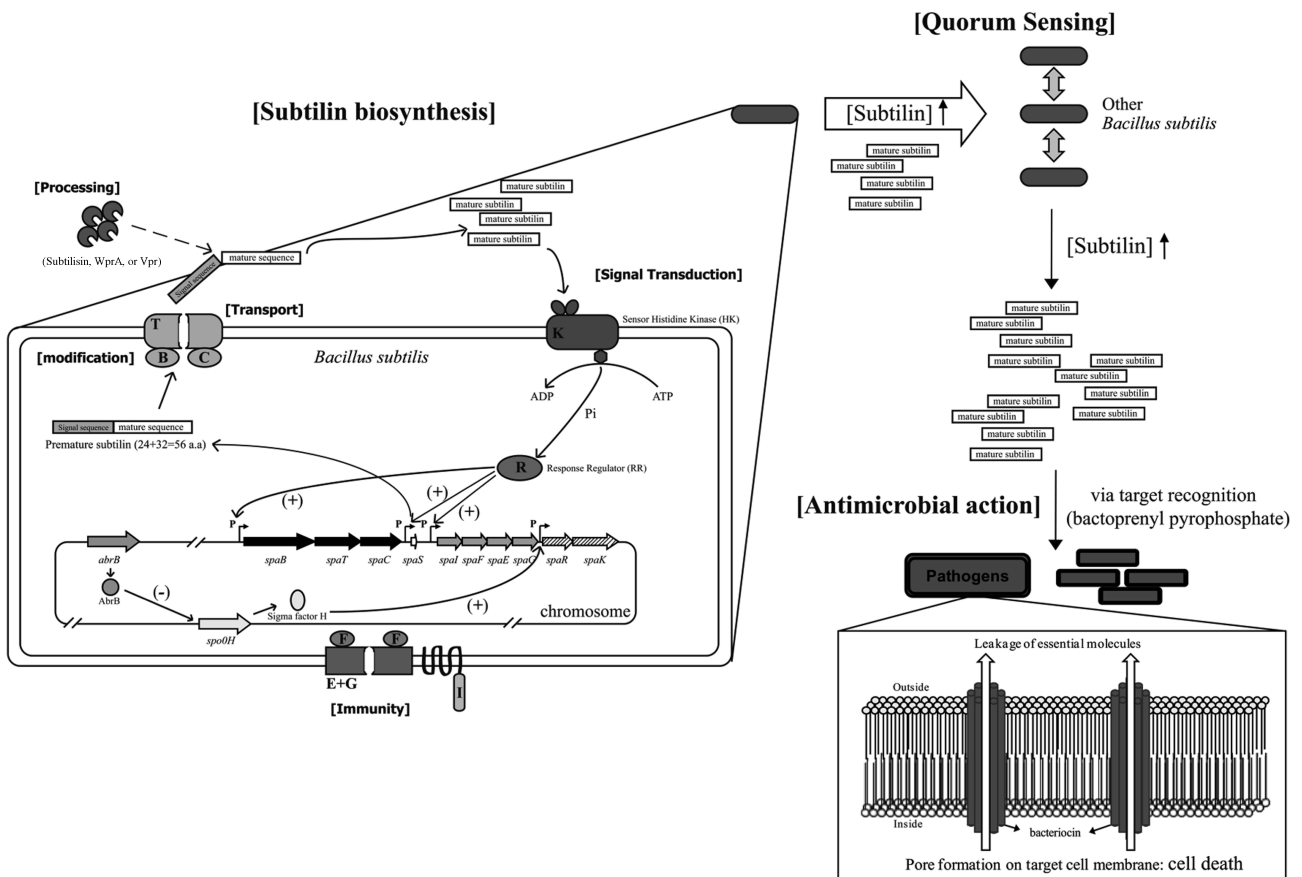 [Quorum Sensing]
[Subtilin biosynthesis]
[Subtilin]
Other
Bacillus subtilis
mature subtilin
mature subtilin
mature subtilin
mature subtilin
[Processing]
(Subtilisin, WprA, or Vpr)
Signal sequence
mature sequence
mature subtilin
mature subtilin
mature subtilin
mature subtilin
[Signal Transduction]
Sensor Histidine Kinase (HK)
K
[Transport]
T
B
C
[modification]
Bacillus subtilis
ADP
ATP
Pi
Signal sequence
mature sequence
Premature subtilin (24+32=56 a.a)
R
Response Regulator (RR)
(+)
(+)
(+)
P
P
P
P
abrB
spaB
spaT
spaC
spaS
spaI
spaF
spaE
spaG
spaR
spaK
AbrB
(-)
Sigma factor H
(+)
chromosome
spo0H
F
F
E+G
I
[Immunity]
[Subtilin]
mature subtilin
mature subtilin
mature subtilin
mature subtilin
mature subtilin
mature subtilin
mature subtilin
mature subtilin
mature subtilin
mature subtilin
mature subtilin
mature subtilin
[Antimicrobial action]
via target recognition
(bactoprenyl pyrophosphate)
Pathogens
Leakage of essential molecules
Outside
Inside
bacteriocin
Pore formation on target cell membrane: cell death